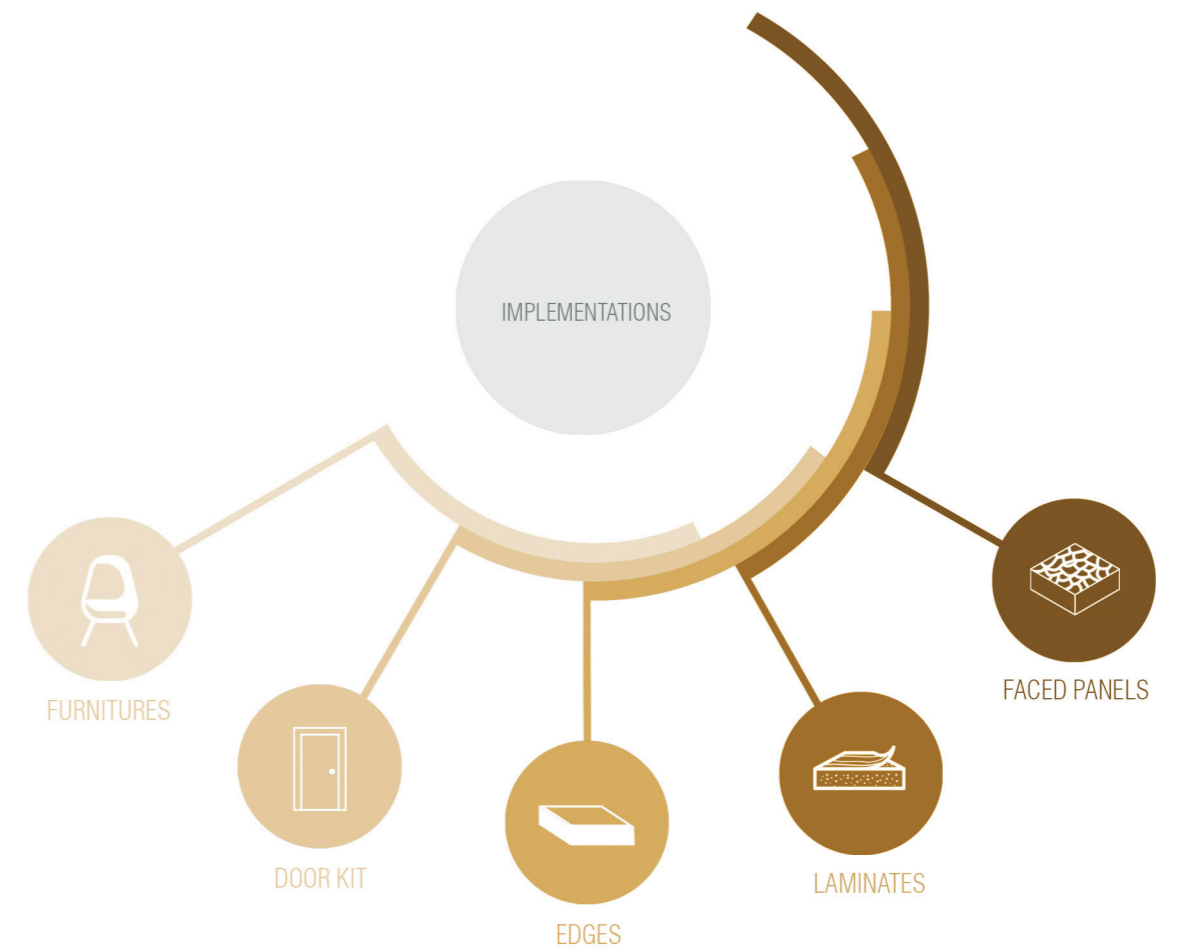 IMPLEMENTATIONS
FURNITURES
DOOR KIT
EDGES
LAMINATES
FACED PANELS